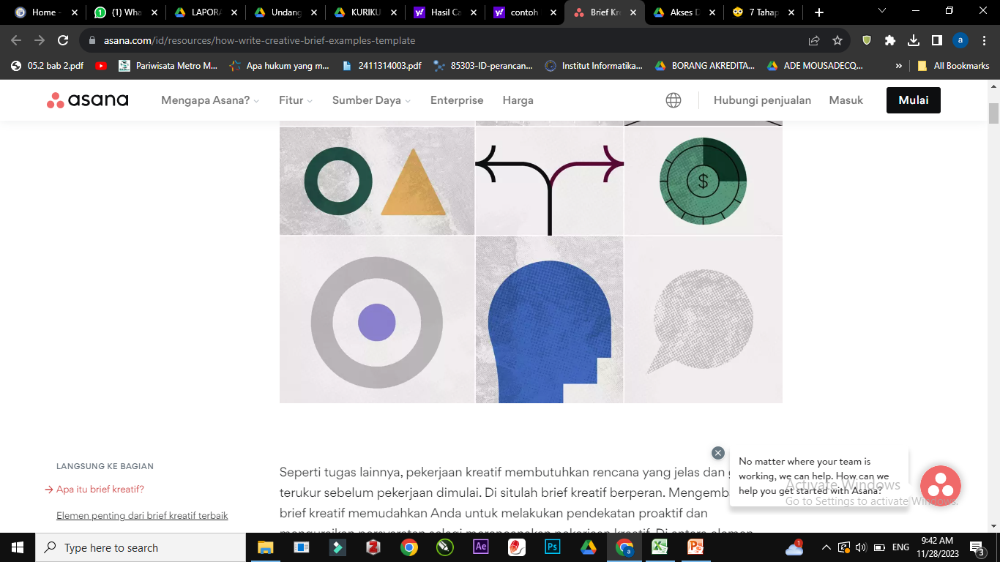 Home -
(1) Wha
LAPORA
Undang
KURIKU
Hasil Ca
contoh
Brief Kre
Akses D
7 Tahap
asana.com/id/resources/how-write-creative-brief-examples-template
a
05.2 bab 2.pdf
Pariwisata Metro M...
Apa hukum yang m...
2411314003.pdf
85303-ID-perancan...
Institut Informatika...
BORANG AKREDITA...
ADE MOUSADECQ...
»
All Bookmarks
asana
Mengapa Asana?
Fitur
Sumber Daya
Enterprise
Harga
Hubungi penjualan
Masuk
Mulai
$
LANGSUNG KE BAGIAN
Apa itu brief kreatif?
Elemen penting dari brief kreatif terbaik
Seperti tugas lainnya, pekerjaan kreatif membutuhkan rencana yang jelas dan
terukur sebelum pekerjaan dimulai. Di situlah brief kreatif berperan. Mengemba
brief kreatif memudahkan Anda untuk melakukan pendekatan proaktif dan
No matter where your team is
working, we can help. How can we
help you get started with Asana?
Activate Windows
Go to Settings to activate Windows.
Type here to search
Ae
Ps
a
1
ENG
9:42 AM
11/28/2023
3